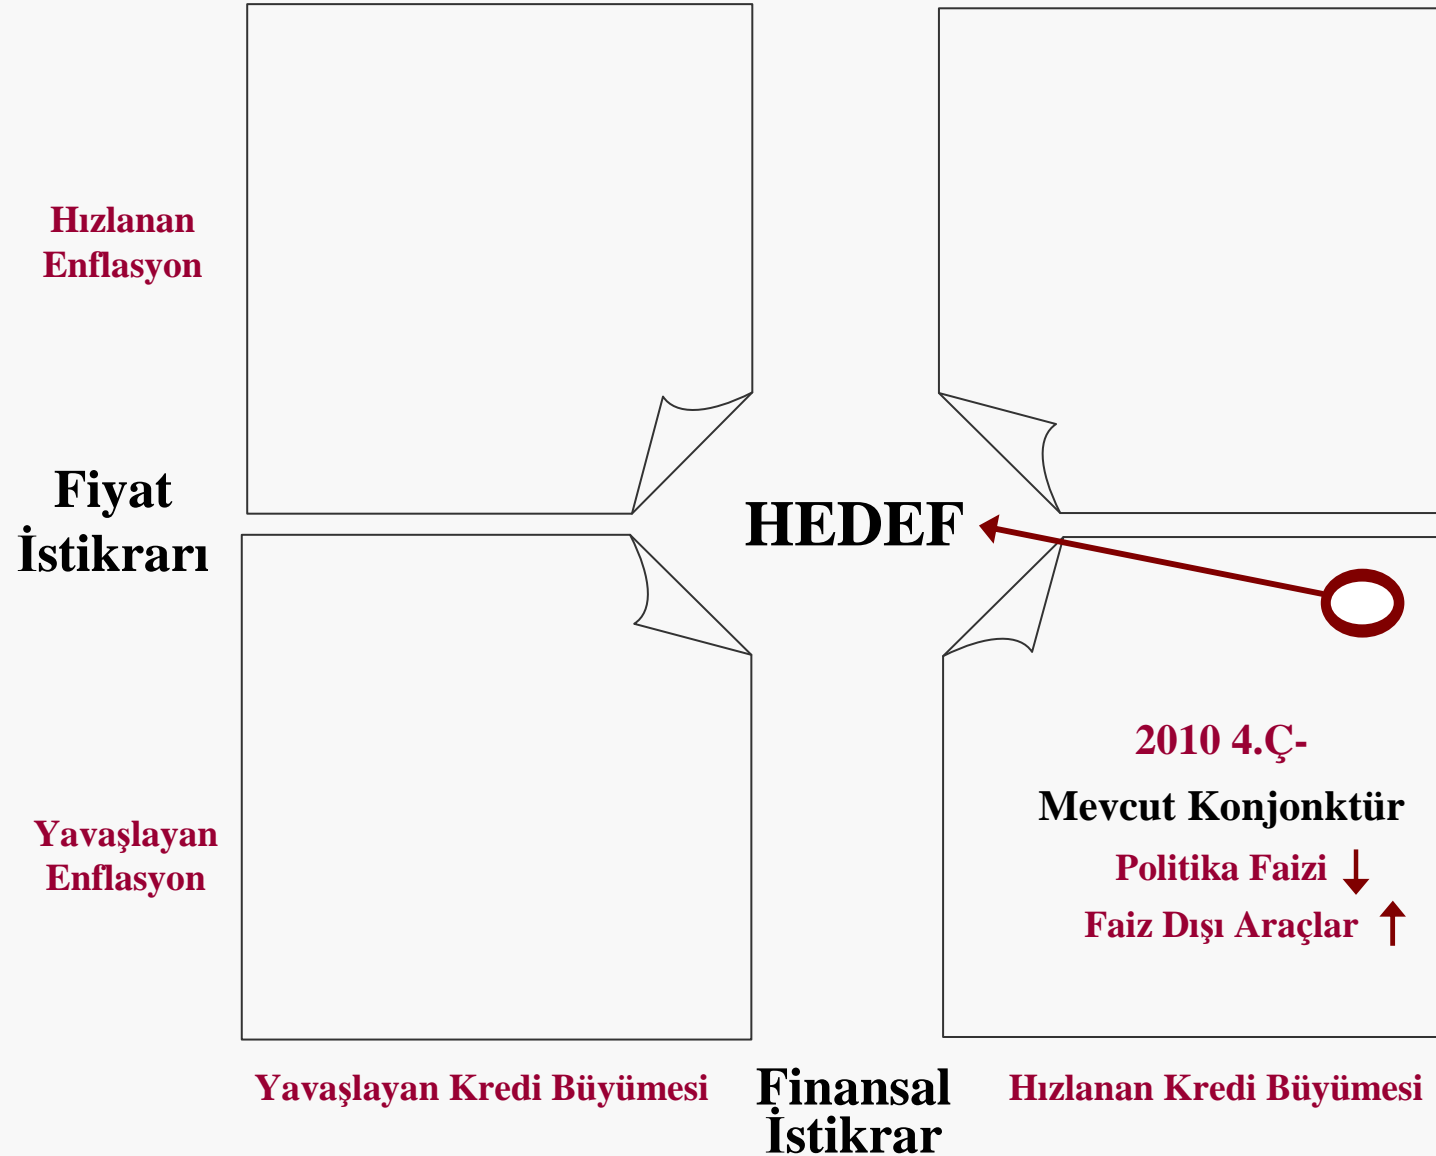 Hızlanan
Enflasyon
Fiyat
İstikrarı
HEDEF
2010 4.Ç-
Mevcut Konjonktür
Politika Faizi
Faiz Dışı Araçlar
Yavaşlayan
Enflasyon
Yavaşlayan Kredi Büyümesi
Finansal
İstikrar
Hızlanan Kredi Büyümesi